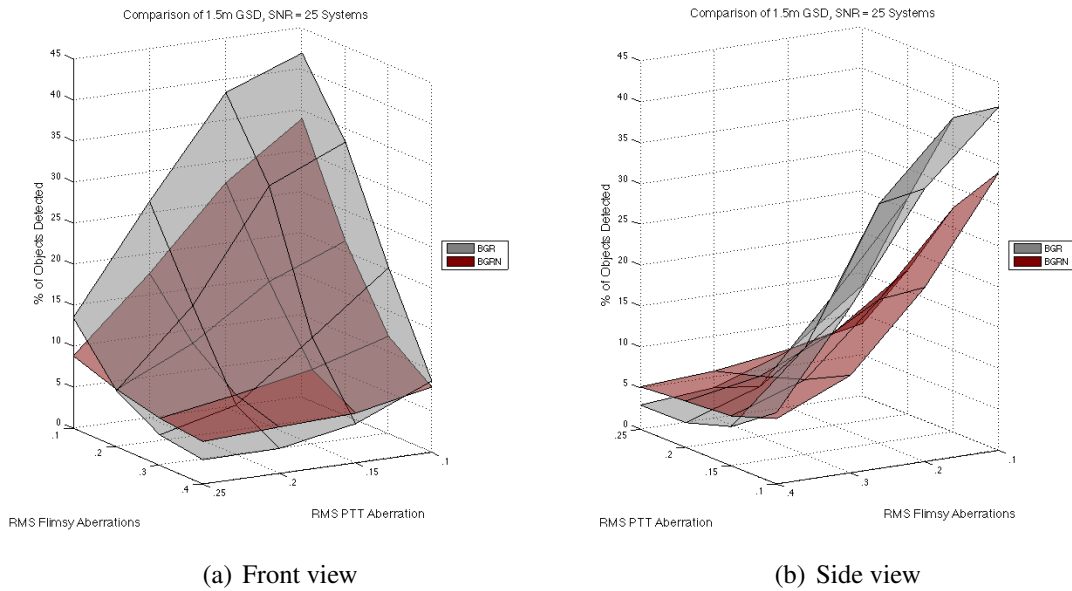 Comparison of 1.5m GSD, SNR = 25 Systems
45
40
35
30
25
20
15
10
5
0
% of Objects Detected
.1
.2
.3
.4
RMS Flimsy Aberrations
.25
.2
.15
.1
RMS PTT Aberration
BGR
BGRN
(a) Front view
Comparison of 1.5m GSD, SNR = 25 Systems
45
40
35
30
25
20
15
10
5
0
% of Objects Detected
.25
.2
.15
.1
RMS PTT Aberration
.4
.3
.2
.1
RMS Flimsy Aberrations
BGR
BGRN
(b) Side view